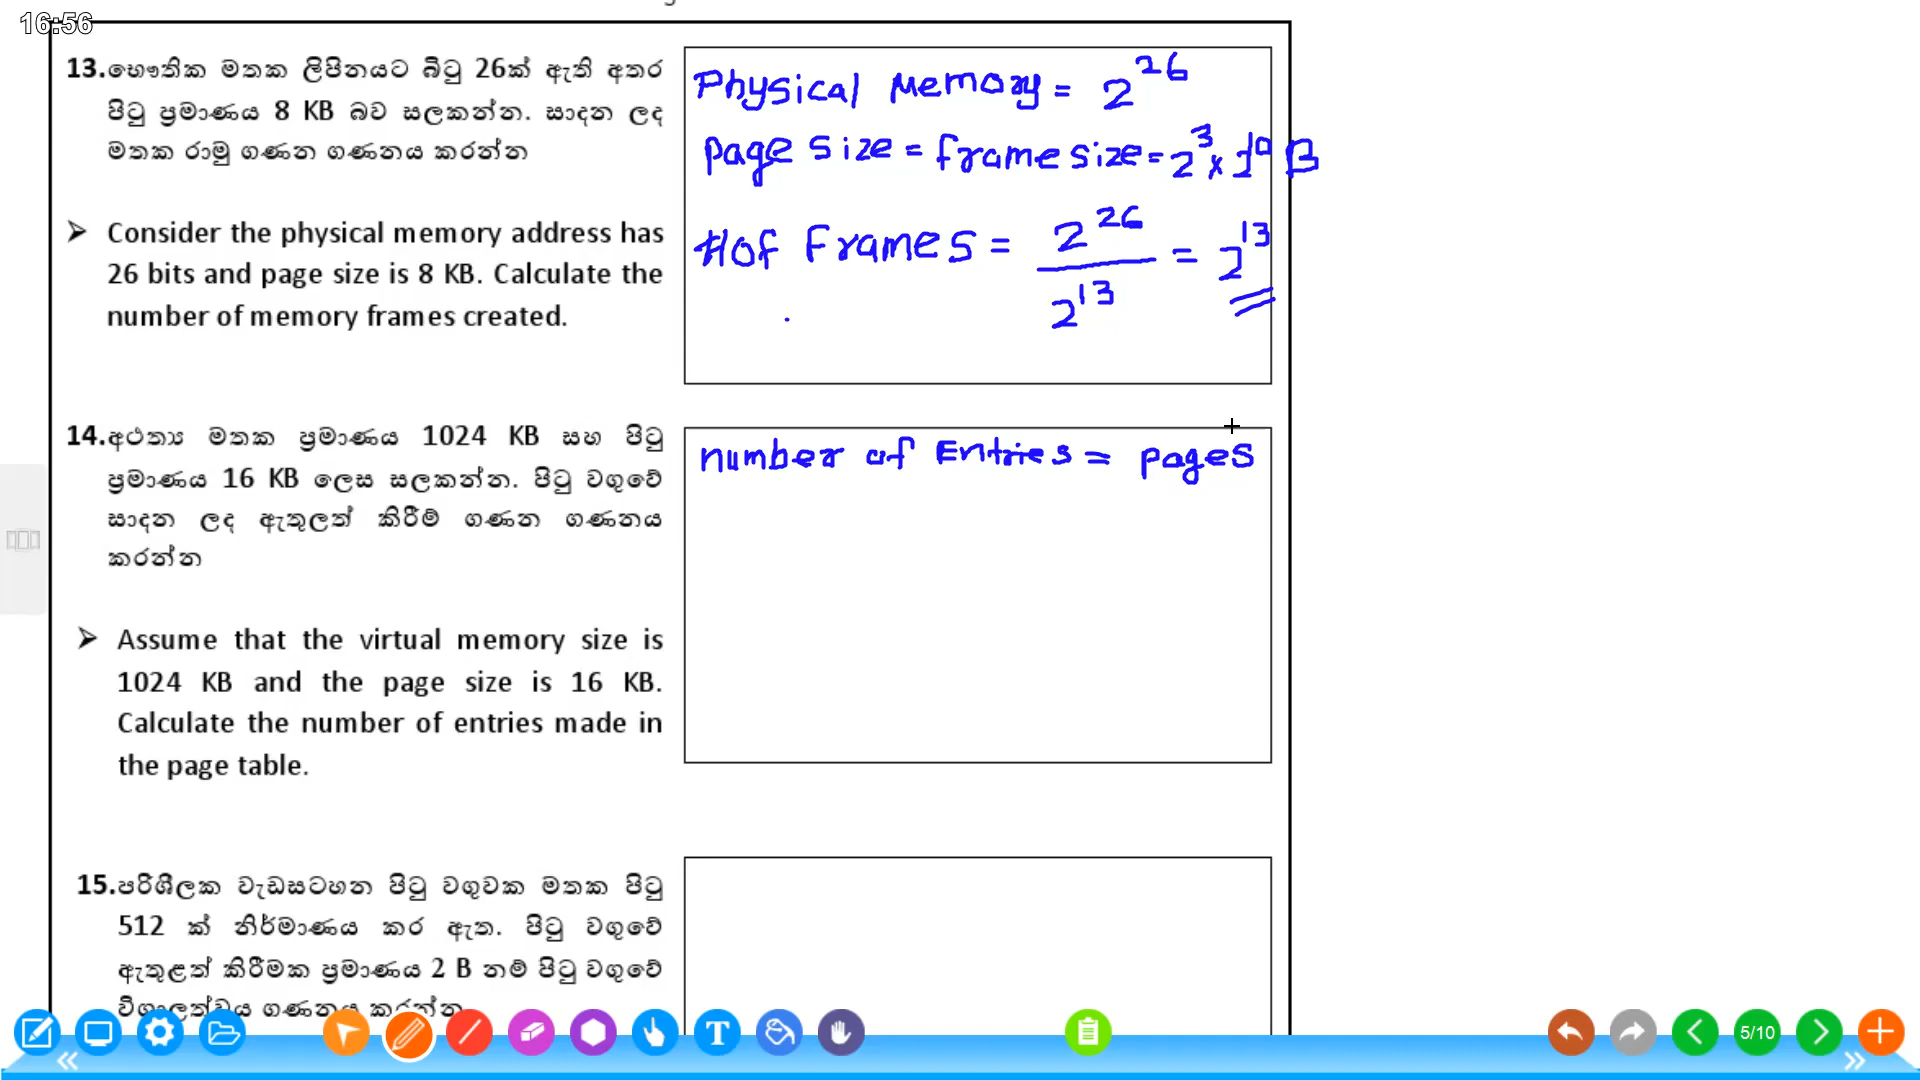 16:56
13.භෞතික මතක ලිපිනයට බිටු 26ක් ඇති අතර
පිටු ප්‍රමාණය 8 KB බව සලකන්න. සාදන ලද
මතක රාමු ගණන ගණනය කරන්න
➢ Consider the physical memory address has
26 bits and page size is 8 KB. Calculate the
number of memory frames created.
Physical Memory = 2^26
page size = frame size = 2^3 x 2^10 B
#of Frames = 2^26 / 2^13 = 2^13
14.අථත්‍ය මතක ප්‍රමාණය 1024 KB සහ පිටු
ප්‍රමාණය 16 KB ලෙස සලකන්න. පිටු වගුවේ
සාදන ලද ඇතුලත් කිරීම් ගණන ගණනය
කරන්න
➢ Assume that the virtual memory size is
1024 KB and the page size is 16 KB.
Calculate the number of entries made in
the page table.
number of Entries = pages
15.පරිශීලක වැඩසටහන පිටු වගුවක මතක පිටු
512 ක් නිර්මාණය කර ඇත. පිටු වගුවේ
ඇතුළත් කිරීමක ප්‍රමාණය 2 B නම් පිටු වගුවේ
විශාලත්වය ගණනය කරන්න
T
5/10